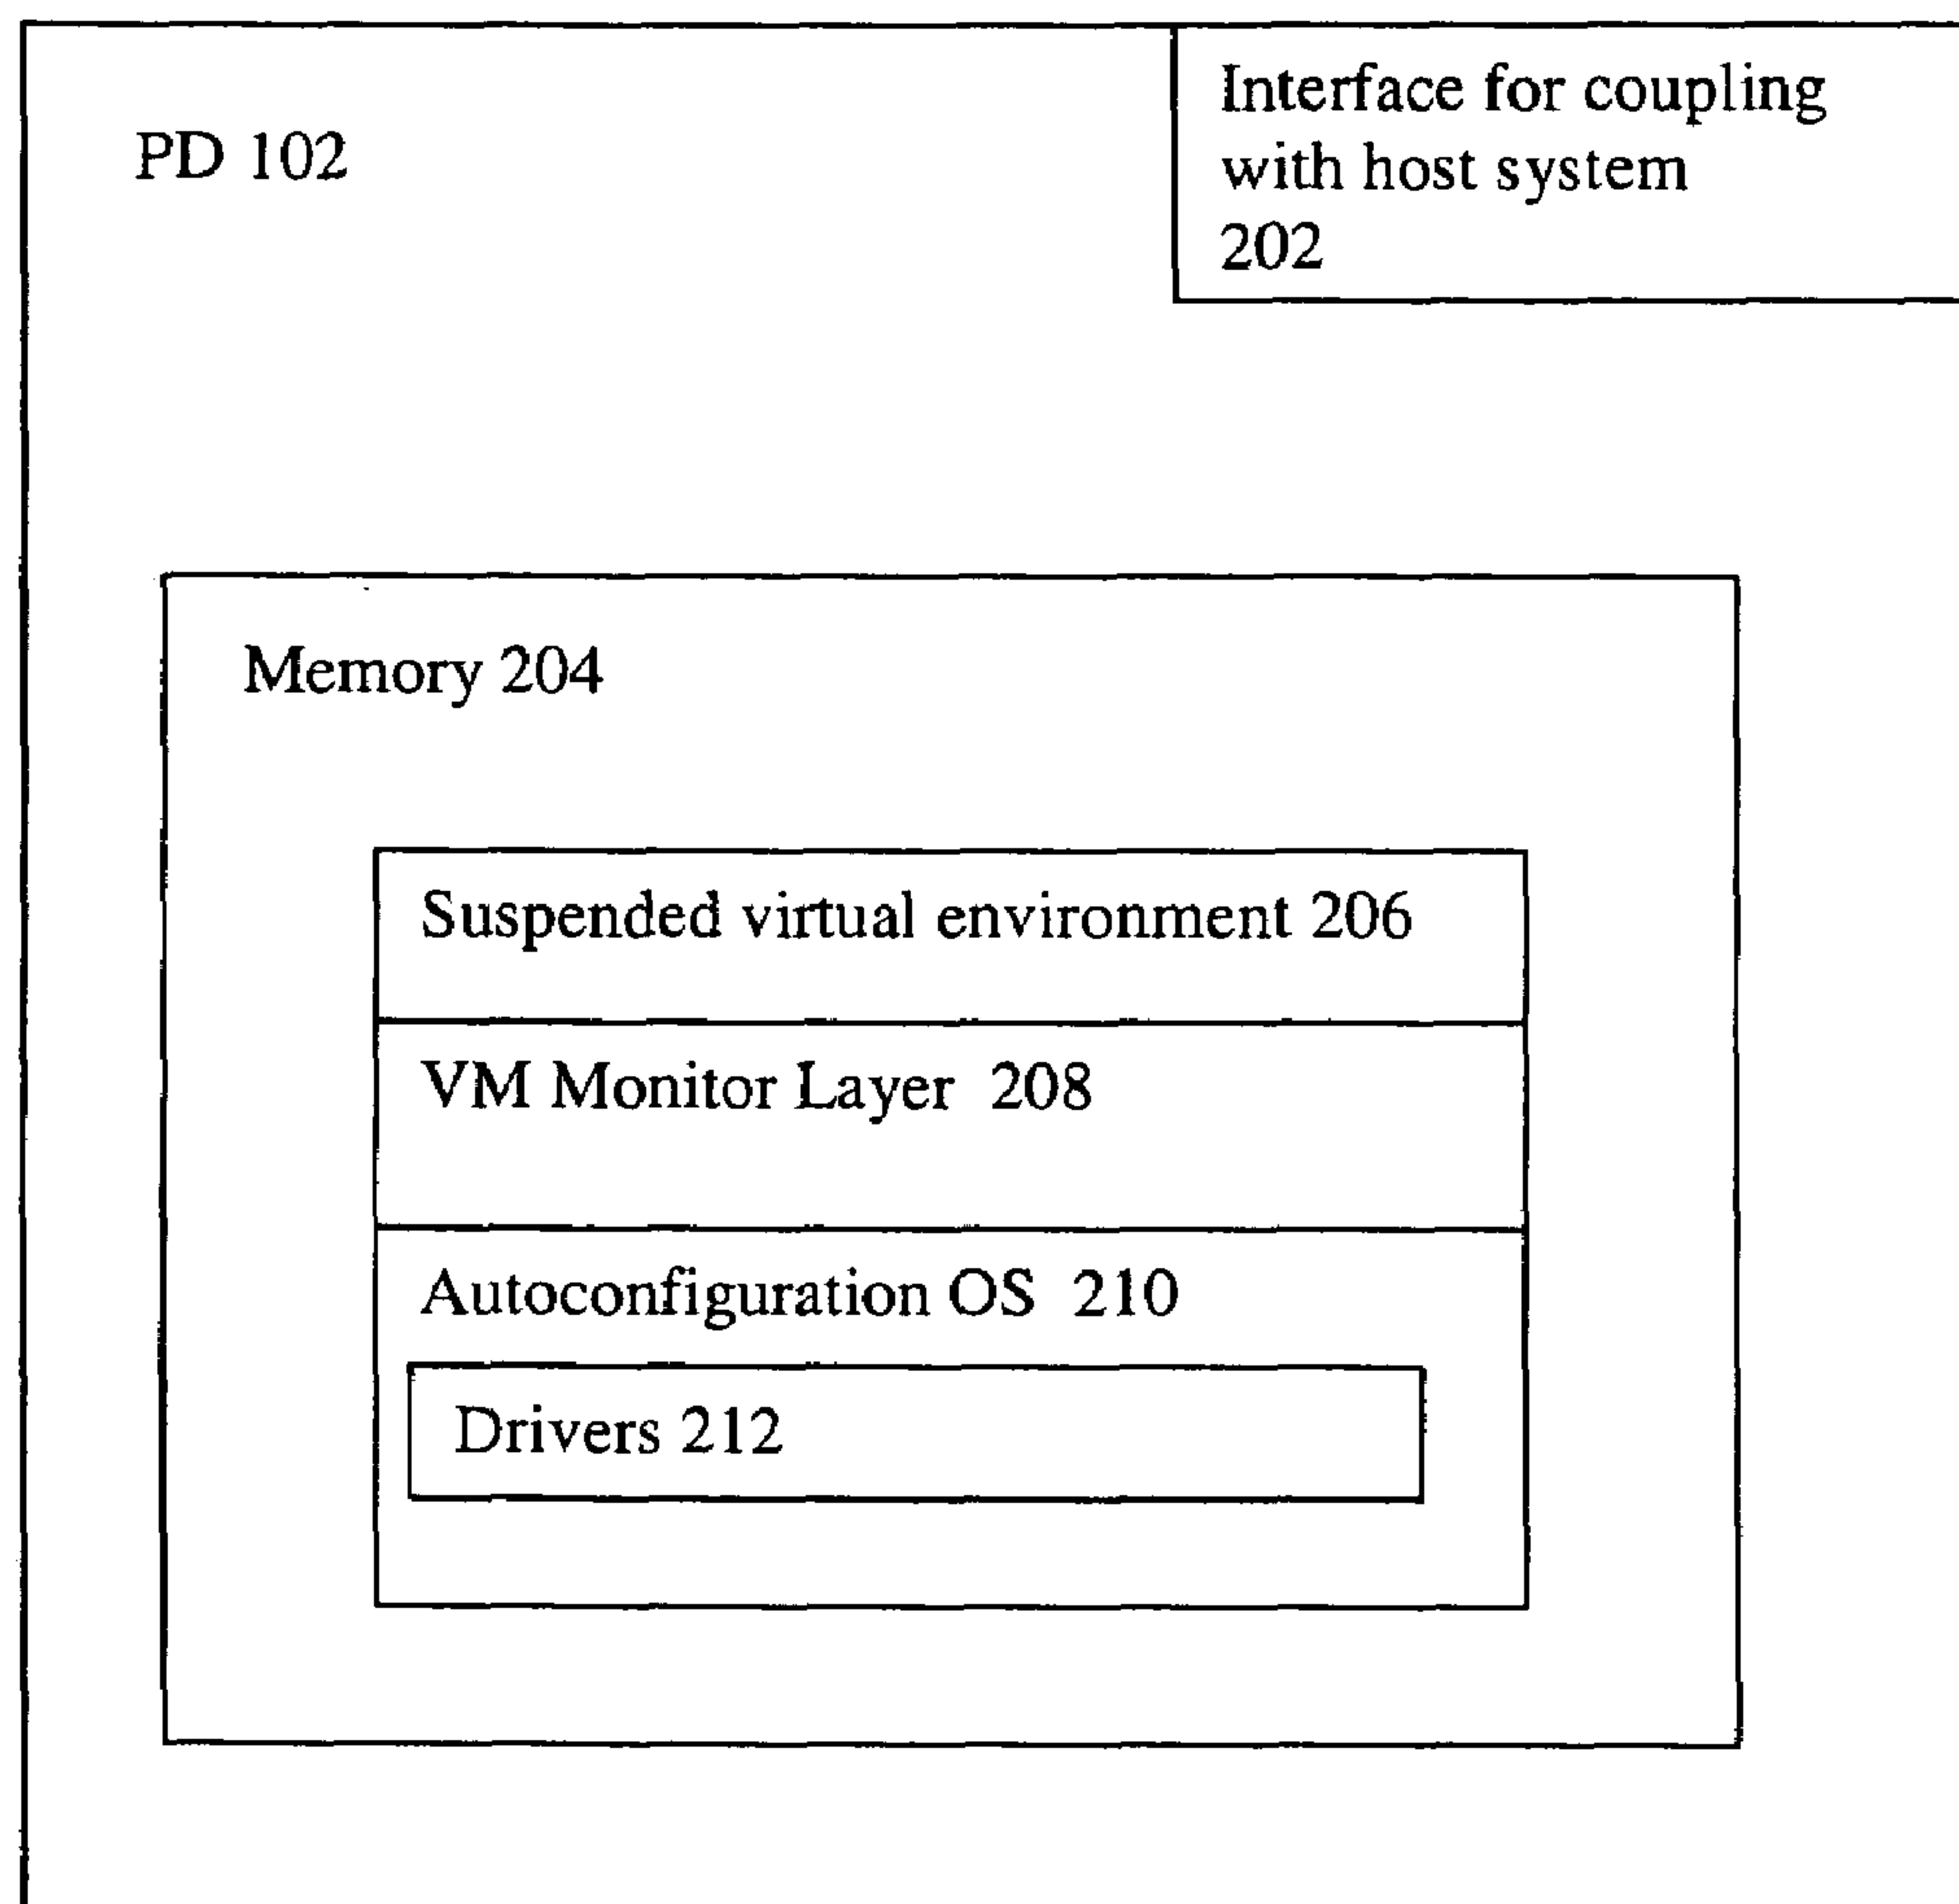 PD 102
Interface for coupling
with host system
202
Memory 204
Suspended virtual environment 206
VM Monitor Layer 208
Autoconfiguration OS 210
Drivers 212